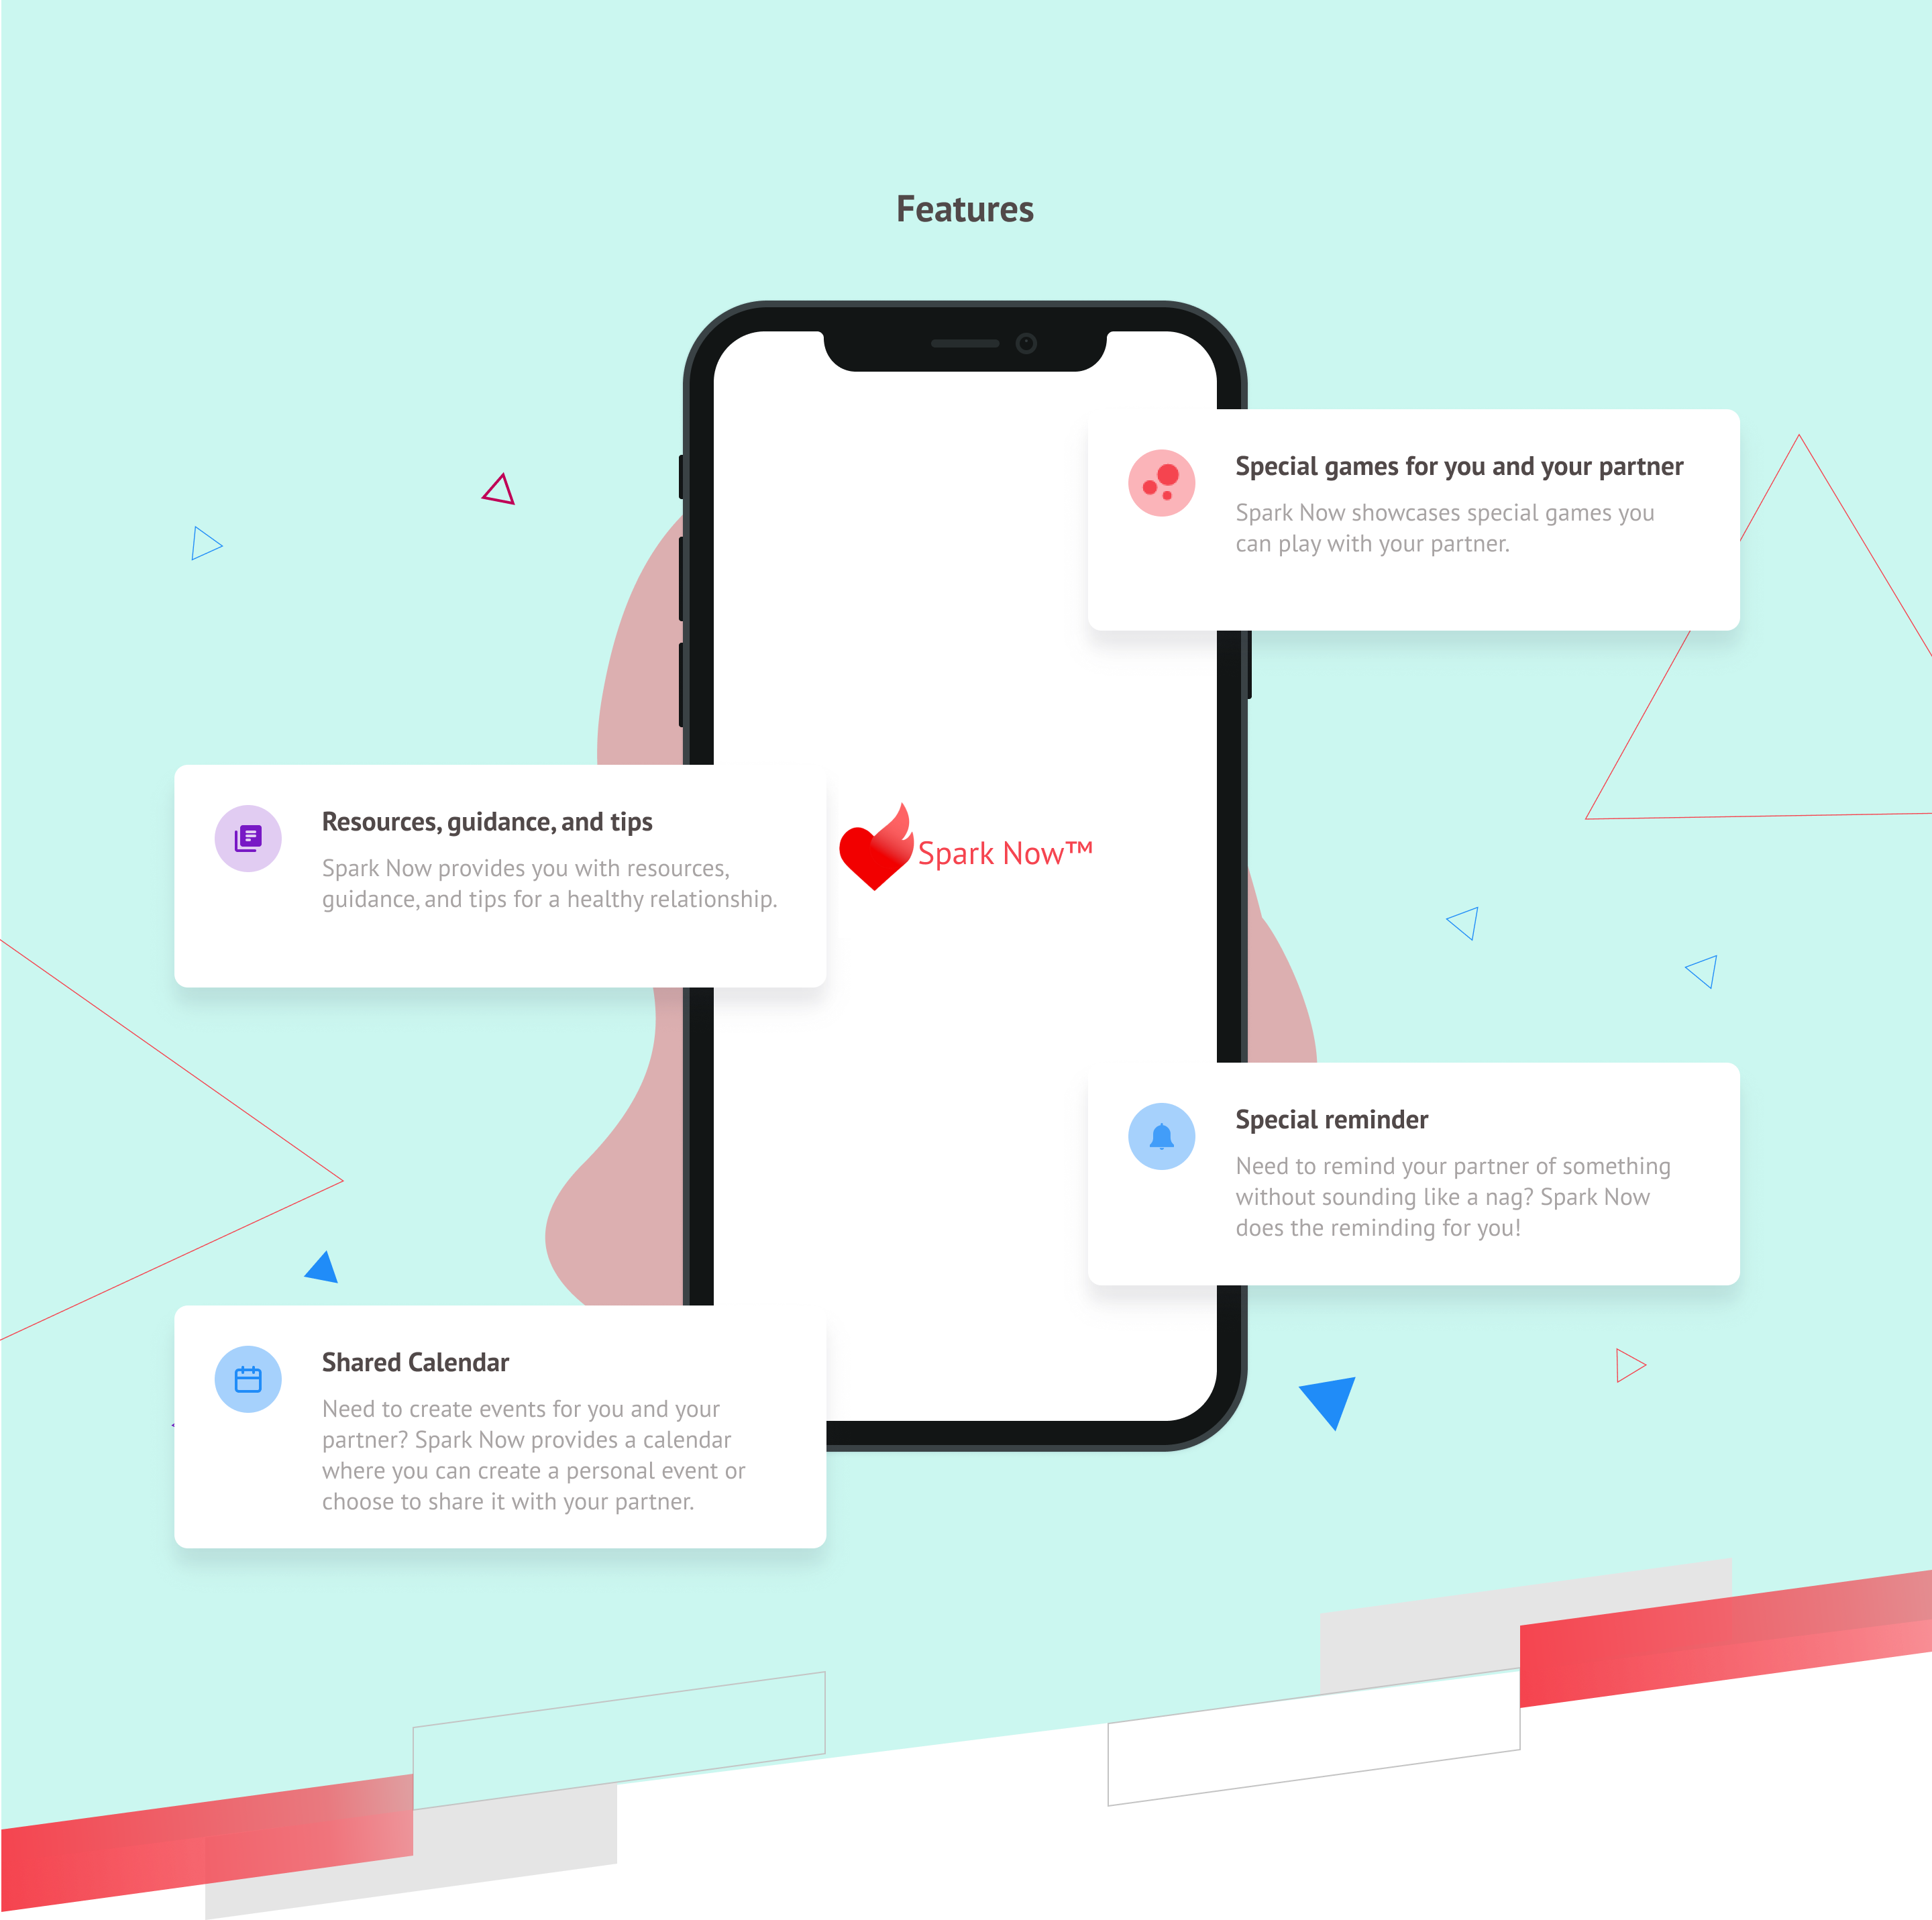 Features
Special games for you and your partner
Spark Now showcases special games you
can play with your partner.
Resources, guidance, and tips
Spark Now provides you with resources,
guidance, and tips for a healthy relationship.
Spark Now™
Special reminder
Need to remind your partner of something
without sounding like a nag? Spark Now
does the reminding for you!
Shared Calendar
Need to create events for you and your
partner? Spark Now provides a calendar
where you can create a personal event or
choose to share it with your partner.